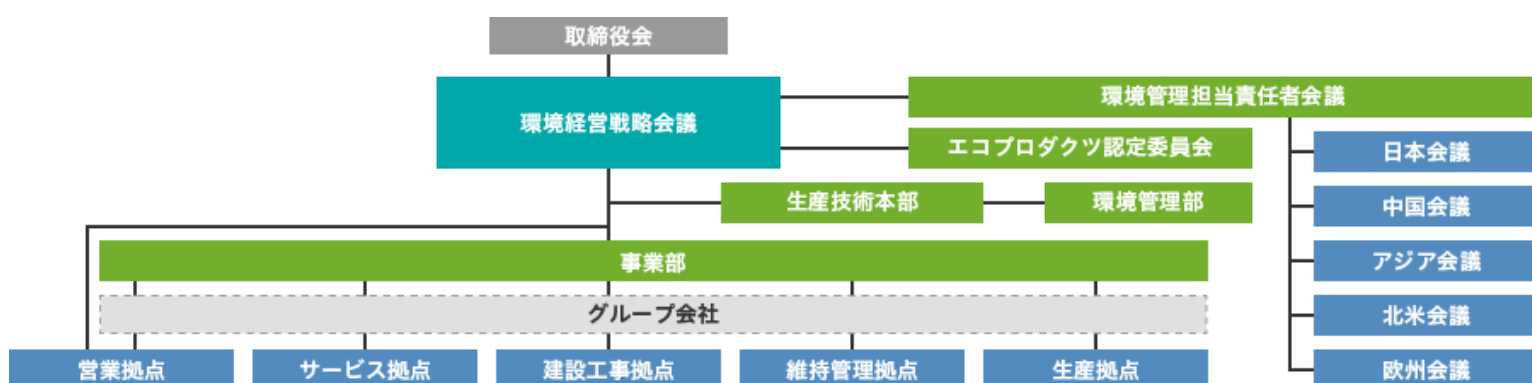 取締役会
環境経営戦略会議
環境管理担当責任者会議
エコプロダクツ認定委員会
日本会議
生産技術本部
環境管理部
中国会議
事業部
アジア会議
グループ会社
北米会議
営業拠点
サービス拠点
建設工事拠点
維持管理拠点
生産拠点
欧州会議